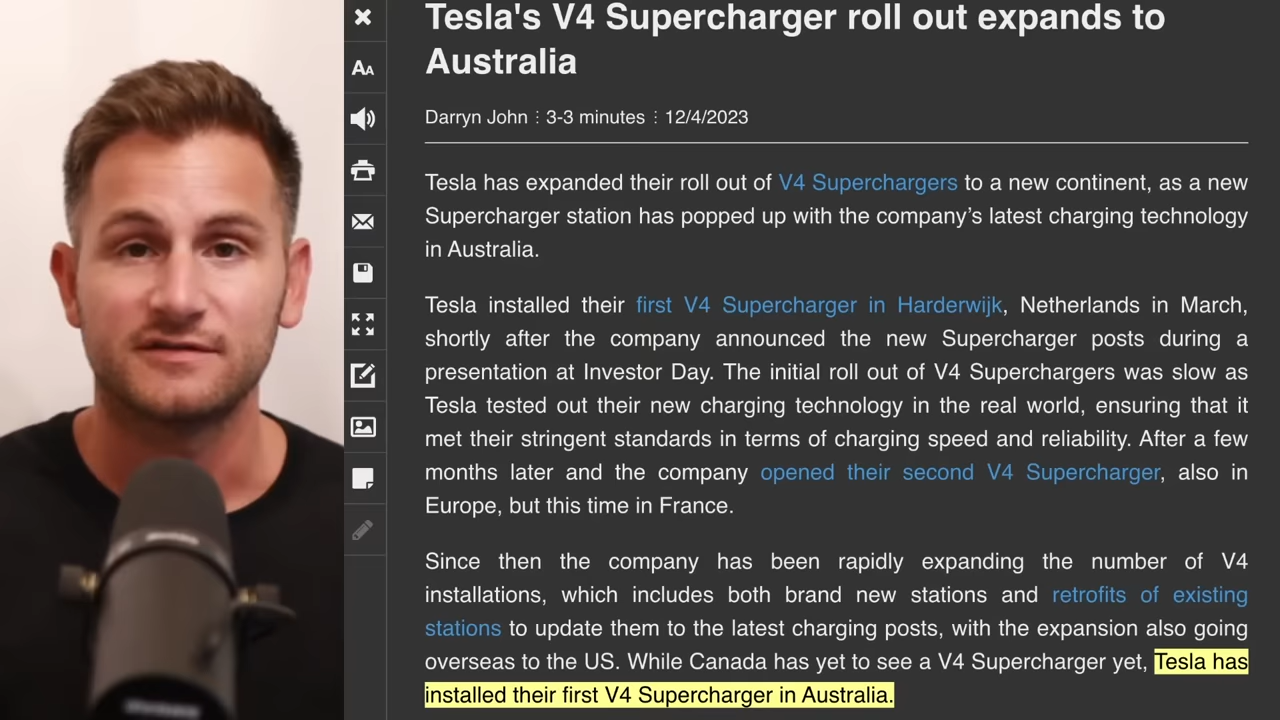 Tesla's V4 Supercharger roll out expands to
Australia
Darryn John ⋮ 3-3 minutes ⋮ 12/4/2023
Tesla has expanded their roll out of V4 Superchargers to a new continent, as a new
Supercharger station has popped up with the company’s latest charging technology
in Australia.
Tesla installed their first V4 Supercharger in Harderwijk, Netherlands in March,
shortly after the company announced the new Supercharger posts during a
presentation at Investor Day. The initial roll out of V4 Superchargers was slow as
Tesla tested out their new charging technology in the real world, ensuring that it
met their stringent standards in terms of charging speed and reliability. After a few
months later and the company opened their second V4 Supercharger, also in
Europe, but this time in France.
Since then the company has been rapidly expanding the number of V4
installations, which includes both brand new stations and retrofits of existing
stations to update them to the latest charging posts, with the expansion also going
overseas to the US. While Canada has yet to see a V4 Supercharger yet, Tesla has
installed their first V4 Supercharger in Australia.